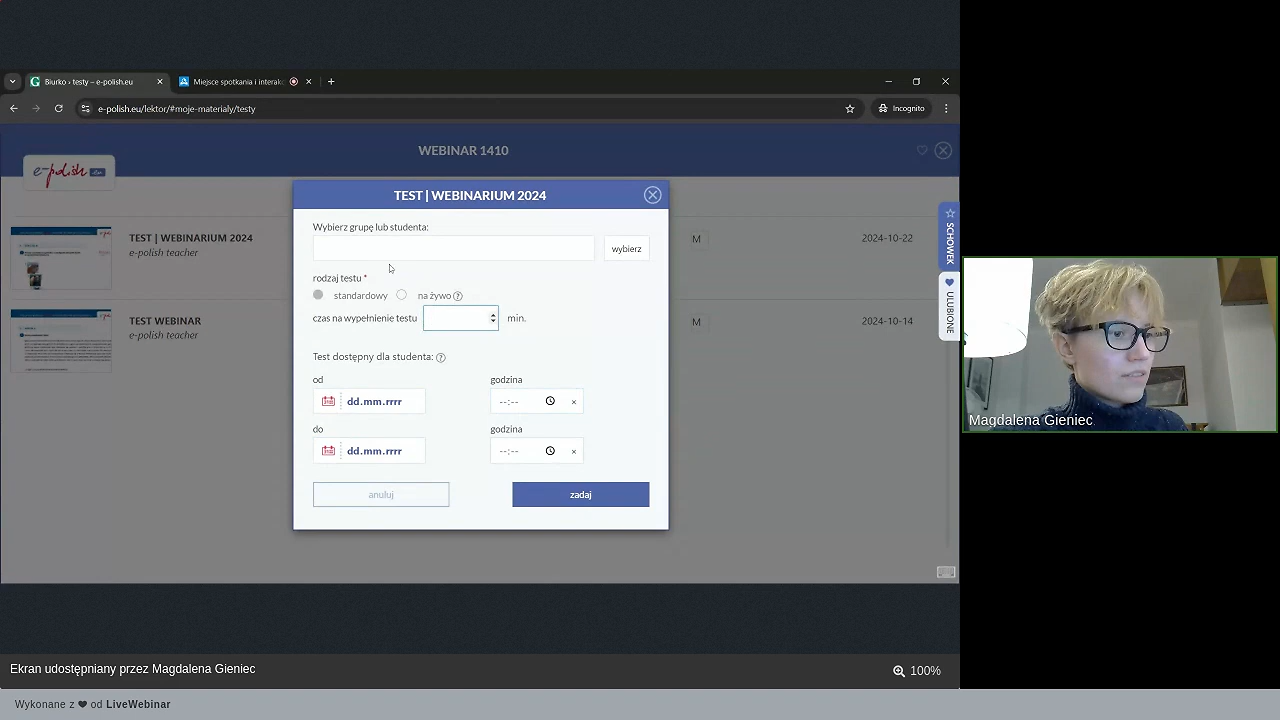 Biurko › testy – e-polish.eu
Miejsce spotkania i interak
e-polish.eu/lektor/#moje-materialy/testy
Incognito
e-polish .eu
WEBINAR 1410
TEST | WEBINARIUM 2024
Wybierz grupę lub studenta:
wybierz
rodzaj testu *
standardowy
na żywo ?
czas na wypełnienie testu
min.
Test dostępny dla studenta: ?
od
godzina
dd.mm.rrrr
--:--
×
do
godzina
dd.mm.rrrr
--:--
×
anuluj
zadaj
TEST | WEBINARIUM 2024
e-polish teacher
M
2024-10-22
TEST WEBINAR
e-polish teacher
M
2024-10-14
SCHOWEK
ULUBIONE
Magdalena Gieniec
Ekran udostępniany przez Magdalena Gieniec
100%
Wykonane z ❤ od LiveWebinar